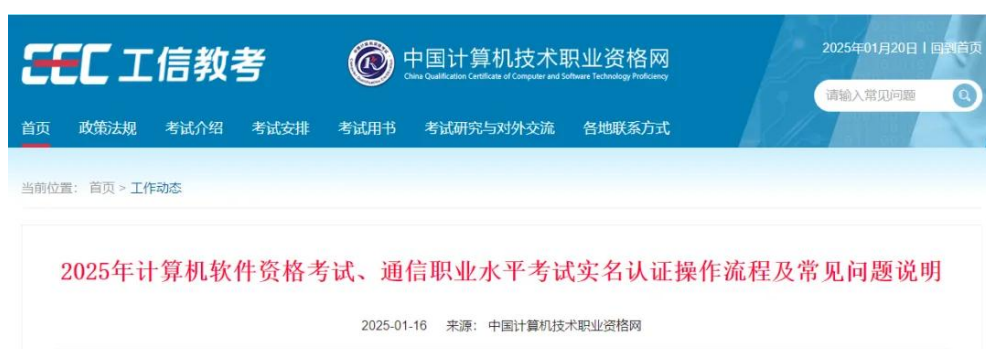 EEC 工信教考
中国计算机技术职业资格网
China Qualification Certificate of Computer and Software Technology Proficiency
2025年01月20日 | 回到首页
请输入常见问题
首页 政策法规 考试介绍 考试安排 考试用书 考试研究与对外交流 各地联系方式
当前位置: 首页 > 工作动态
2025年计算机软件资格考试、通信职业水平考试实名认证操作流程及常见问题说明
2025-01-16 来源: 中国计算机技术职业资格网